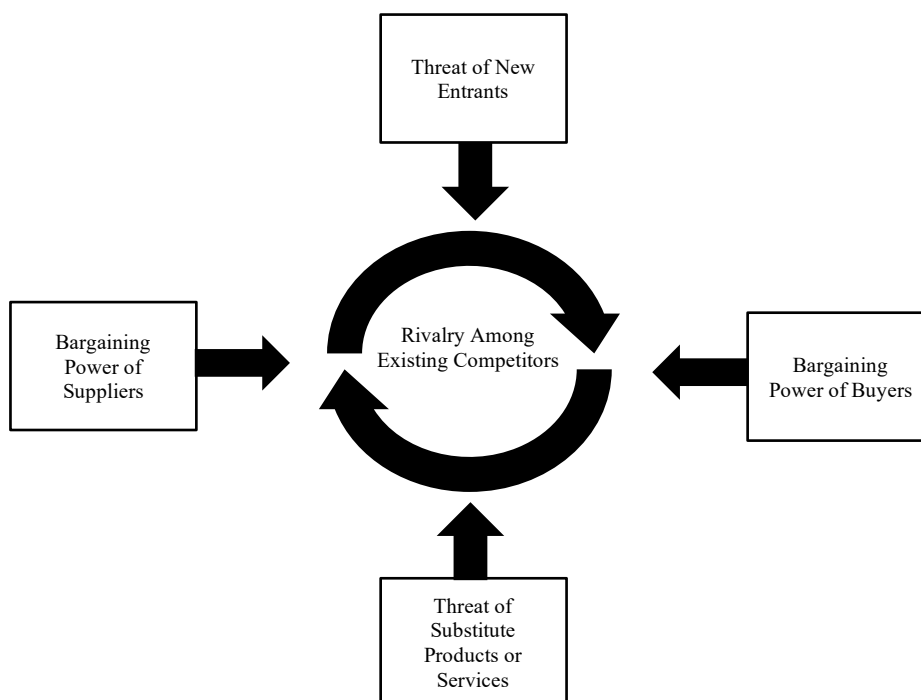 Threat of New
Entrants
Rivalry Among
Existing Competitors
Bargaining
Power of
Suppliers
Bargaining
Power of Buyers
Threat of
Substitute
Products or
Services